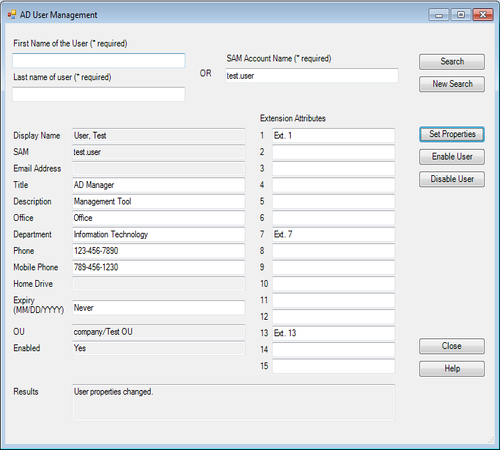 AD User Management
First Name of the User (* required)
SAM Account Name (* required)
Search
OR
Last name of user (* required)
test.user
New Search
Extension Attributes
Display Name User, Test 1 Ext. 1 Set Properties
SAM test.user 2
Enable User
Email Address 3
Title AD Manager 4 Disable User
Description Management Tool 5
Office Office 6
Department Information Technology 7 Ext. 7
Phone 123-456-7890 8
Mobile Phone 789-456-1230 9
Home Drive 10
Expiry
(MM/DD/YYYY) Never 11
12
OU company/Test OU 13 Ext. 13
Enabled Yes 14 Close
15 Help
Results User properties changed.